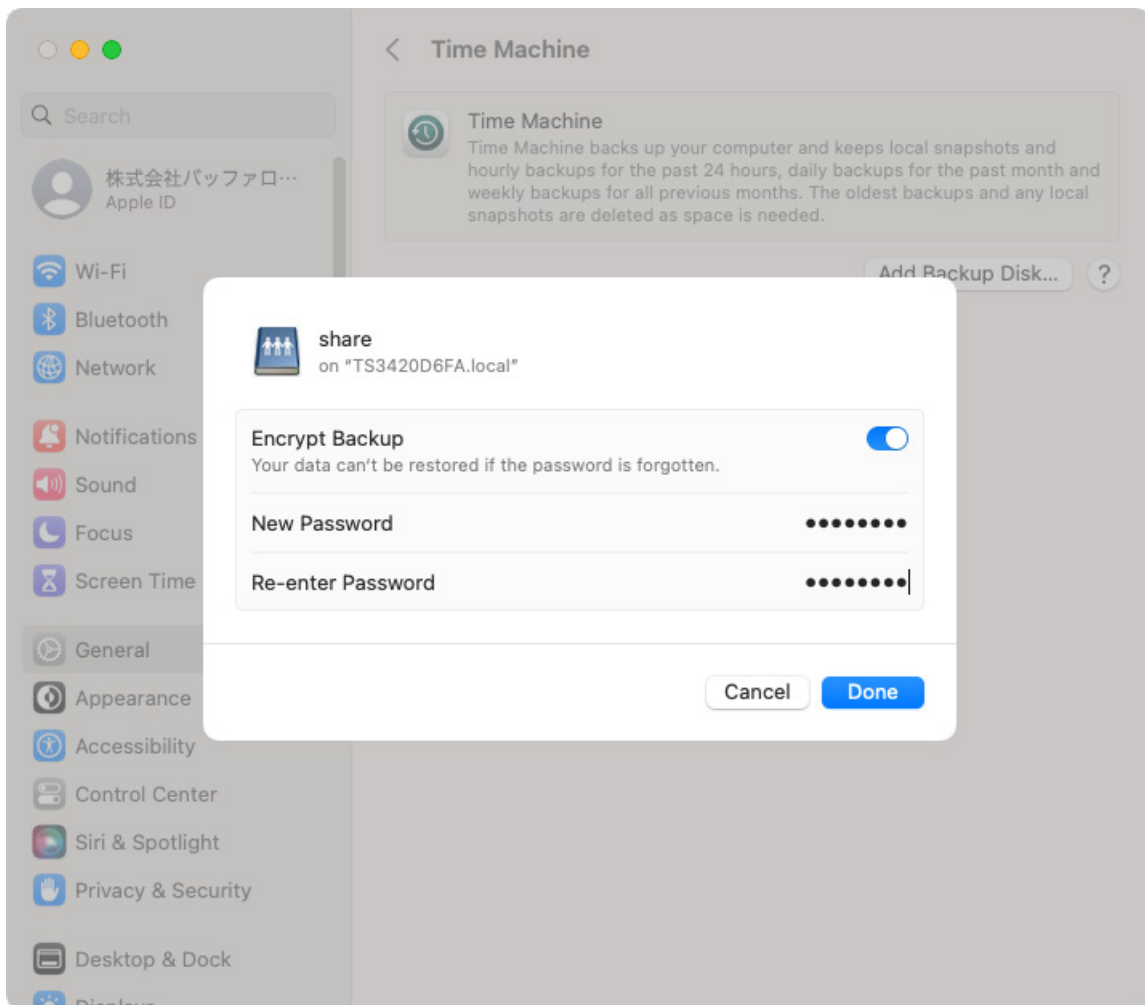 Time Machine
Search
Time Machine
Time Machine backs up your computer and keeps local snapshots and
hourly backups for the past 24 hours, daily backups for the past month and
weekly backups for all previous months. The oldest backups and any local
snapshots are deleted as space is needed.
株式会社バッファロ…
Apple ID
Wi-Fi
Add Backup Disk...
?
Bluetooth
Network
Notifications
Sound
Focus
Screen Time
General
Appearance
Accessibility
Control Center
Siri & Spotlight
Privacy & Security
Desktop & Dock
Displays
share
on “TS3420D6FA.local”
Encrypt Backup
Your data can't be restored if the password is forgotten.
New Password
••••••••
Re-enter Password
••••••••
Cancel
Done